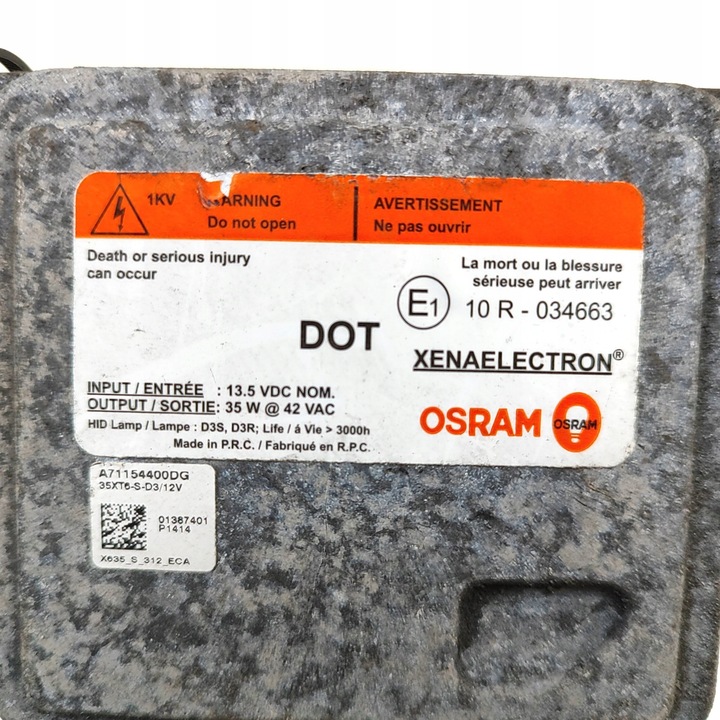 1KV
WARNING
Do not open
AVERTISSEMENT
Ne pas ouvrir
Death or serious injury
can occur
La mort ou la blessure
sérieuse peut arriver
E1
10 R - 034663
DOT
XENAELECTRON®
INPUT / ENTRÉE : 13.5 VDC NOM.
OUTPUT / SORTIE: 35 W @ 42 VAC
HID Lamp / Lampe : D3S, D3R; Life / á Vie > 3000h
Made in P.R.C. / Fabriqué en R.P.C.
OSRAM
OSRAM
A71154400DG
35XT6-S-D3/12V
01387401
P1414
X635_S_312_ECA